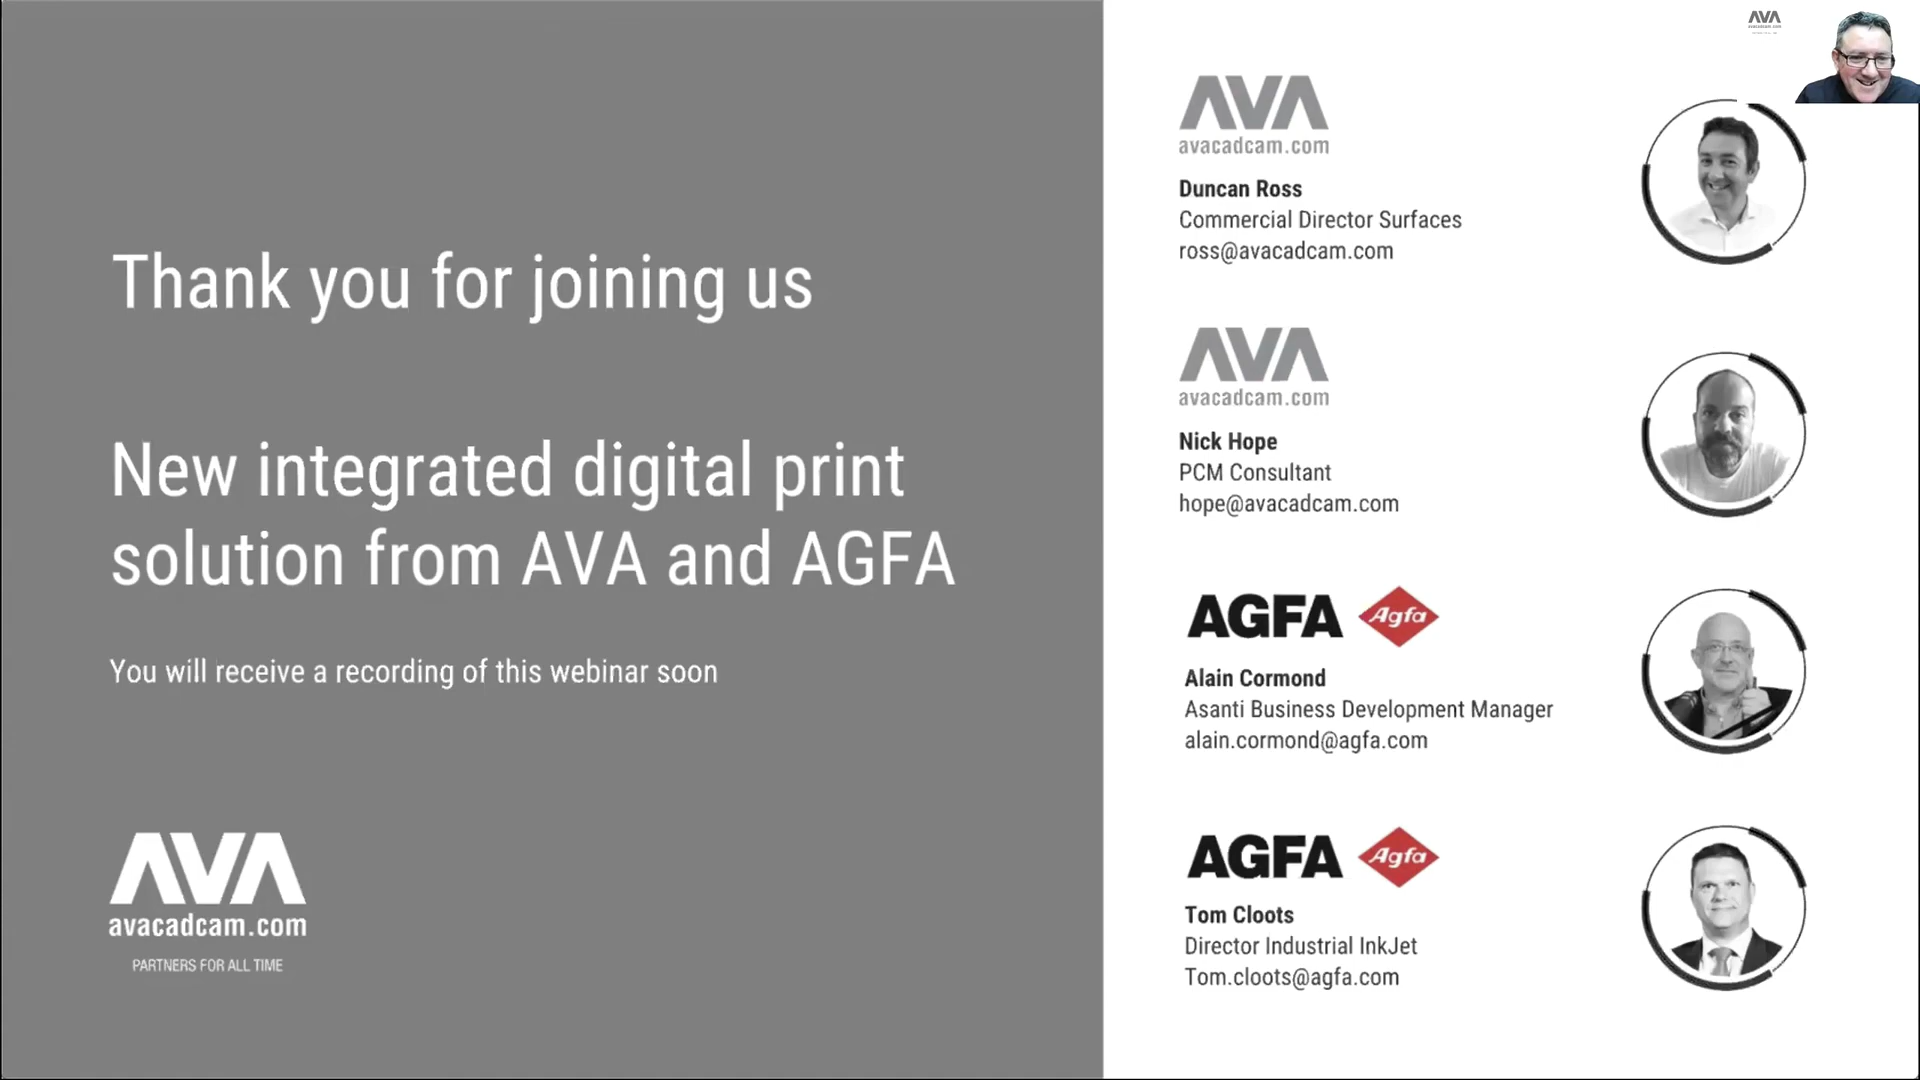 Thank you for joining us
New integrated digital print
solution from AVA and AGFA
You will receive a recording of this webinar soon
AVA
avacadcam.com
PARTNERS FOR ALL TIME
AVA
AVA
avacadcam.com
Duncan Ross
Commercial Director Surfaces
ross@avacadcam.com
AVA
avacadcam.com
Nick Hope
PCM Consultant
hope@avacadcam.com
AGFA Agfa
Alain Cormond
Asanti Business Development Manager
alain.cormond@agfa.com
AGFA Agfa
Tom Cloots
Director Industrial InkJet
Tom.cloots@agfa.com